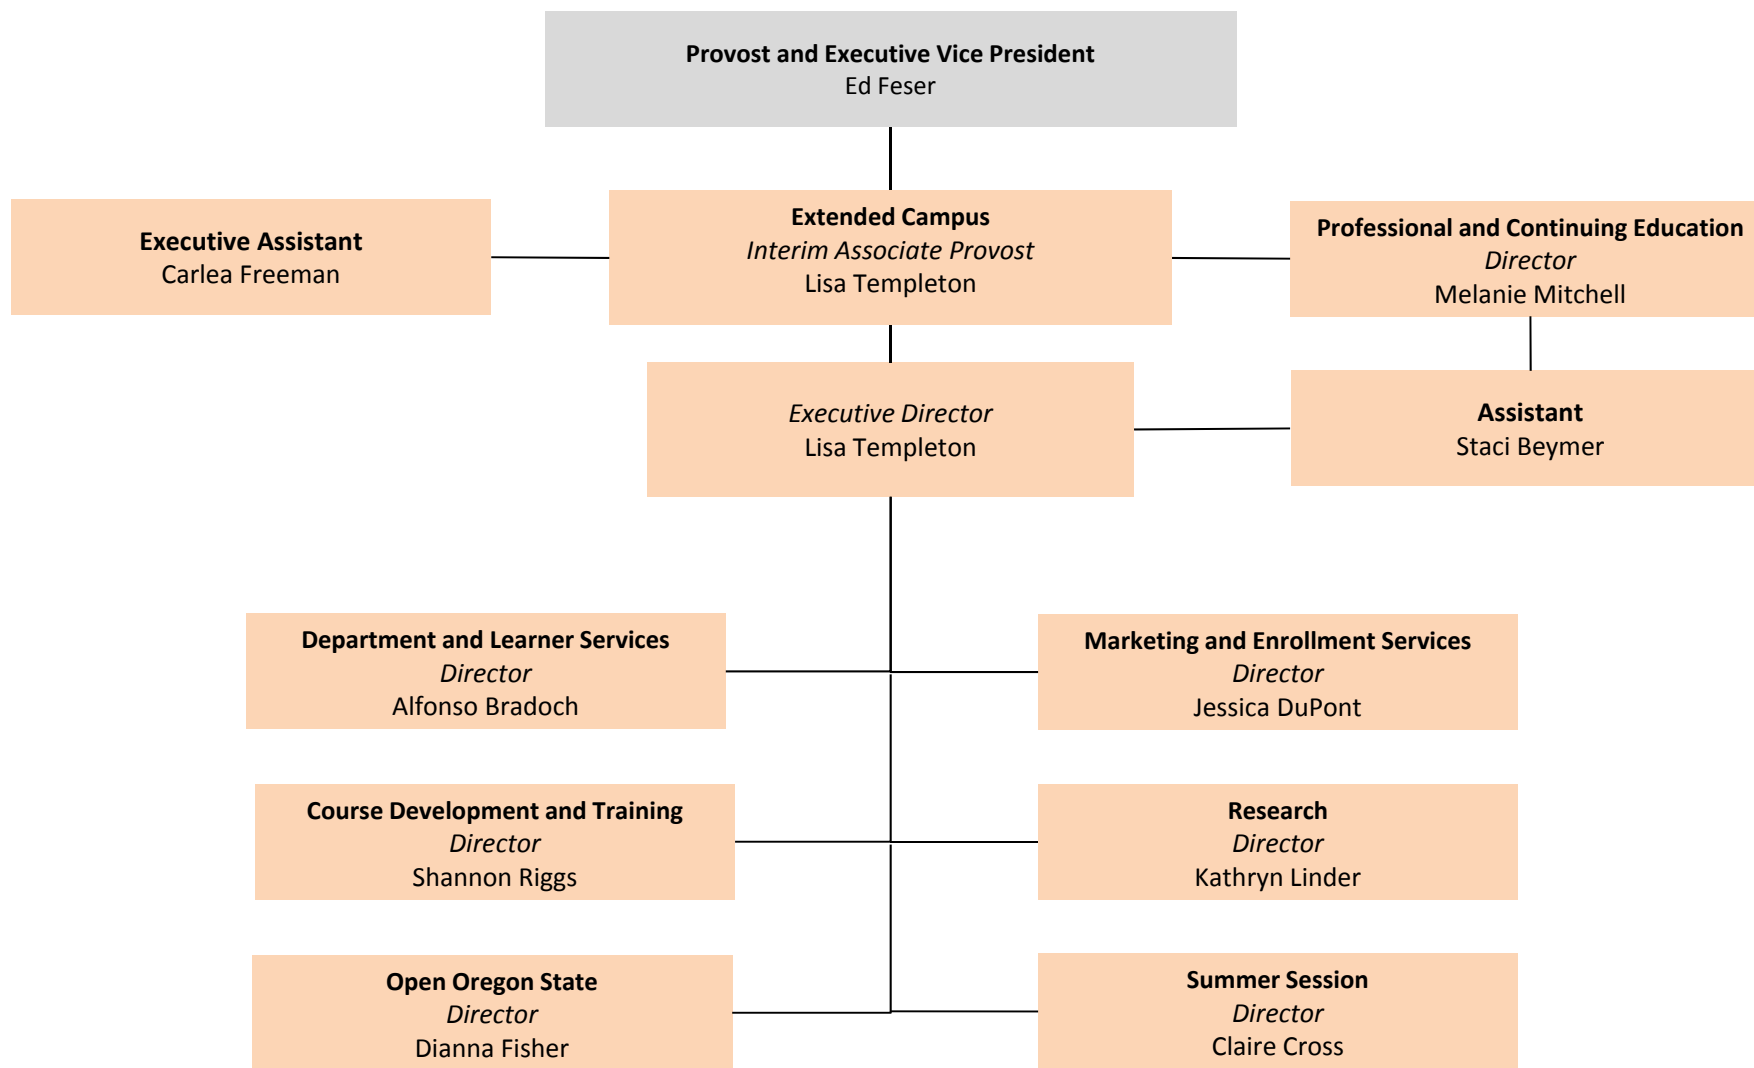 Provost and Executive Vice President
Ed Feser
Executive Assistant
Carlea Freeman
Extended Campus
Interim Associate Provost
Lisa Templeton
Professional and Continuing Education
Director
Melanie Mitchell
Executive Director
Lisa Templeton
Assistant
Staci Beymer
Department and Learner Services
Director
Alfonso Bradoch
Marketing and Enrollment Services
Director
Jessica DuPont
Course Development and Training
Director
Shannon Riggs
Research
Director
Kathryn Linder
Open Oregon State
Director
Dianna Fisher
Summer Session
Director
Claire Cross